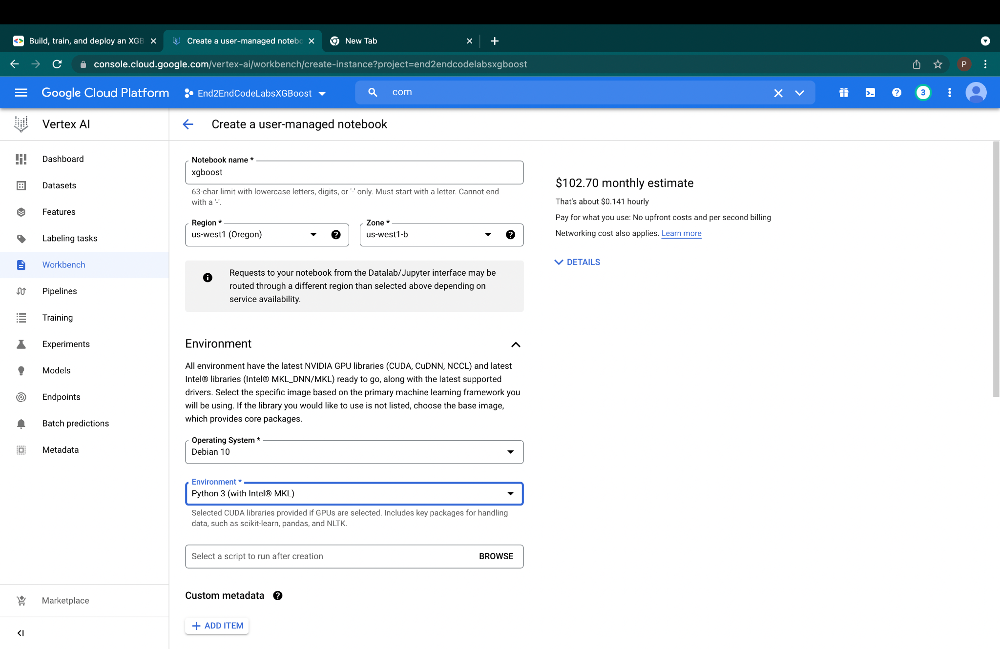 Build, train, and deploy an XGB
Create a user-managed notebo
New Tab
console.cloud.google.com/vertex-ai/workbench/create-instance?project=end2endcodelabsxgboost
P
Google Cloud Platform
End2EndCodeLabsXGBoost
com
3
Vertex AI
Create a user-managed notebook
Dashboard
Datasets
Features
Labeling tasks
Workbench
Pipelines
Training
Experiments
Models
Endpoints
Batch predictions
Metadata
Marketplace
Notebook name *
xgboost
63-char limit with lowercase letters, digits, or '-' only. Must start with a letter. Cannot end
with a '-'.
Region *
us-west1 (Oregon)
Zone *
us-west1-b
Requests to your notebook from the Datalab/Jupyter interface may be
routed through a different region than selected above depending on
service availability.
Environment
All environment have the latest NVIDIA GPU libraries (CUDA, CuDNN, NCCL) and latest
Intel® libraries (Intel® MKL_DNN/MKL) ready to go, along with the latest supported
drivers. Select the specific image based on the primary machine learning framework you
will be using. If the library you would like to use is not listed, choose the base image,
which provides core packages.
Operating System *
Debian 10
Environment *
Python 3 (with Intel® MKL)
Selected CUDA libraries provided if GPUs are selected. Includes key packages for handling
data, such as scikit-learn, pandas, and NLTK.
Select a script to run after creation
BROWSE
Custom metadata
ADD ITEM
$102.70 monthly estimate
That's about $0.141 hourly
Pay for what you use: No upfront costs and per second billing
Networking cost also applies. Learn more
DETAILS